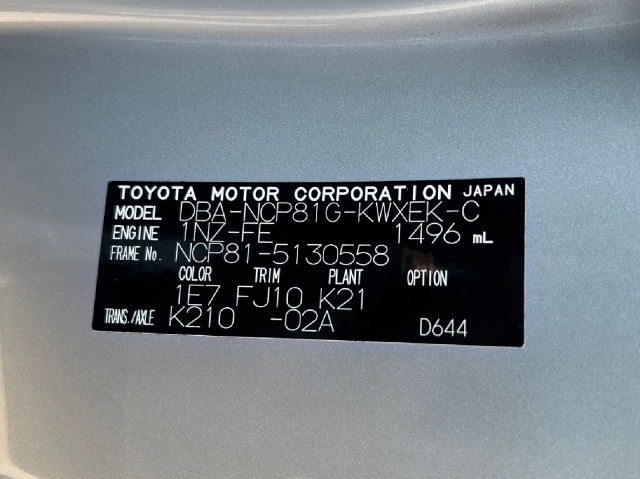 TOYOTA MOTOR CORPORATION JAPAN
MODEL DBA-NCP81G-KWXEK-C
ENGINE 1NZ-FE 1496 mL
FRAME No. NCP81-5130558
COLOR TRIM PLANT OPTION
1E7 FJ10 K21
TRANS./AXLE K210 -02A D644